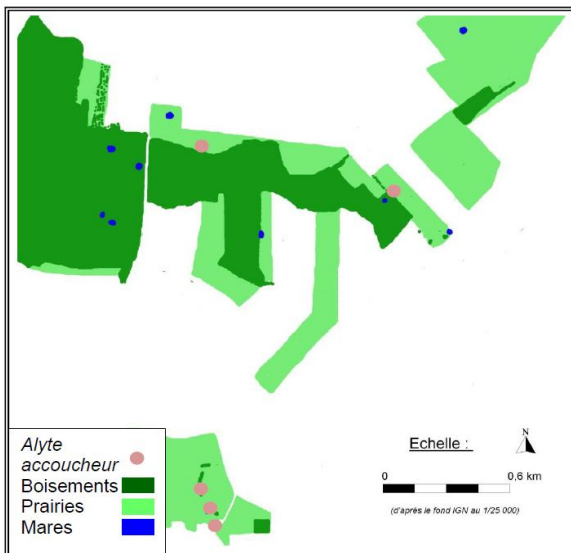 Alyte
accoucheur
Boisements
Prairies
Mares
Echelle :
N
0 0,6 km
(d'après le fond IGN au 1/25 000)